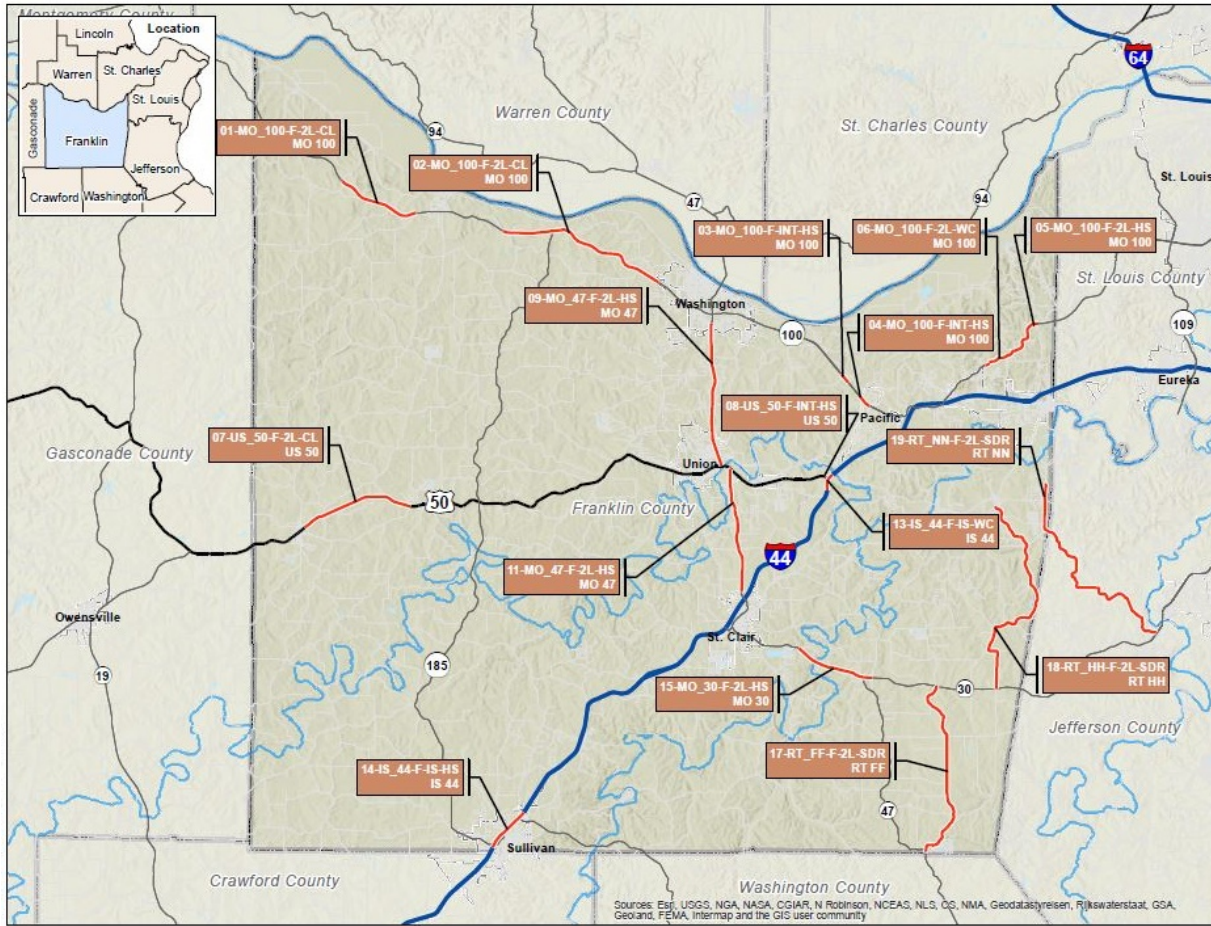 Montgomery County
Location
Lincoln
Warren
St. Charles
St. Louis
Gasconade
Franklin
Jefferson
Crawford
Washington
64
Warren County
St. Charles County
94
01-MO_100-F-2L-CL
MO 100
02-MO_100-F-2L-CL
MO 100
47
94
St. Louis
03-MO_100-F-INT-HS
MO 100
06-MO_100-F-2L-WC
MO 100
05-MO_100-F-2L-HS
MO 100
St. Louis County
09-MO_47-F-2L-HS
MO 47
Washington
100
04-MO_100-F-INT-HS
MO 100
109
Eureka
08-US_50-F-INT-HS
US 50
Pacific
07-US_50-F-2L-CL
US 50
19-RT_NN-F-2L-SDR
RT NN
Gasconade County
Union
50
Franklin County
13-IS_44-F-IS-WC
IS 44
11-MO_47-F-2L-HS
MO 47
44
Owensville
St. Clair
19
185
18-RT_HH-F-2L-SDR
RT HH
15-MO_30-F-2L-HS
MO 30
30
Jefferson County
17-RT_FF-F-2L-SDR
RT FF
14-IS_44-F-IS-HS
IS 44
47
Sullivan
Crawford County
Washington County
Sources: Esri, USGS, NGA, NASA, CGIAR, N Robinson, NCEAS, NLS, OS, NMA, Geodatastyrelsen, Rijkswaterstaat, GSA,
Geoland, FEMA, Intermap and the GIS user community